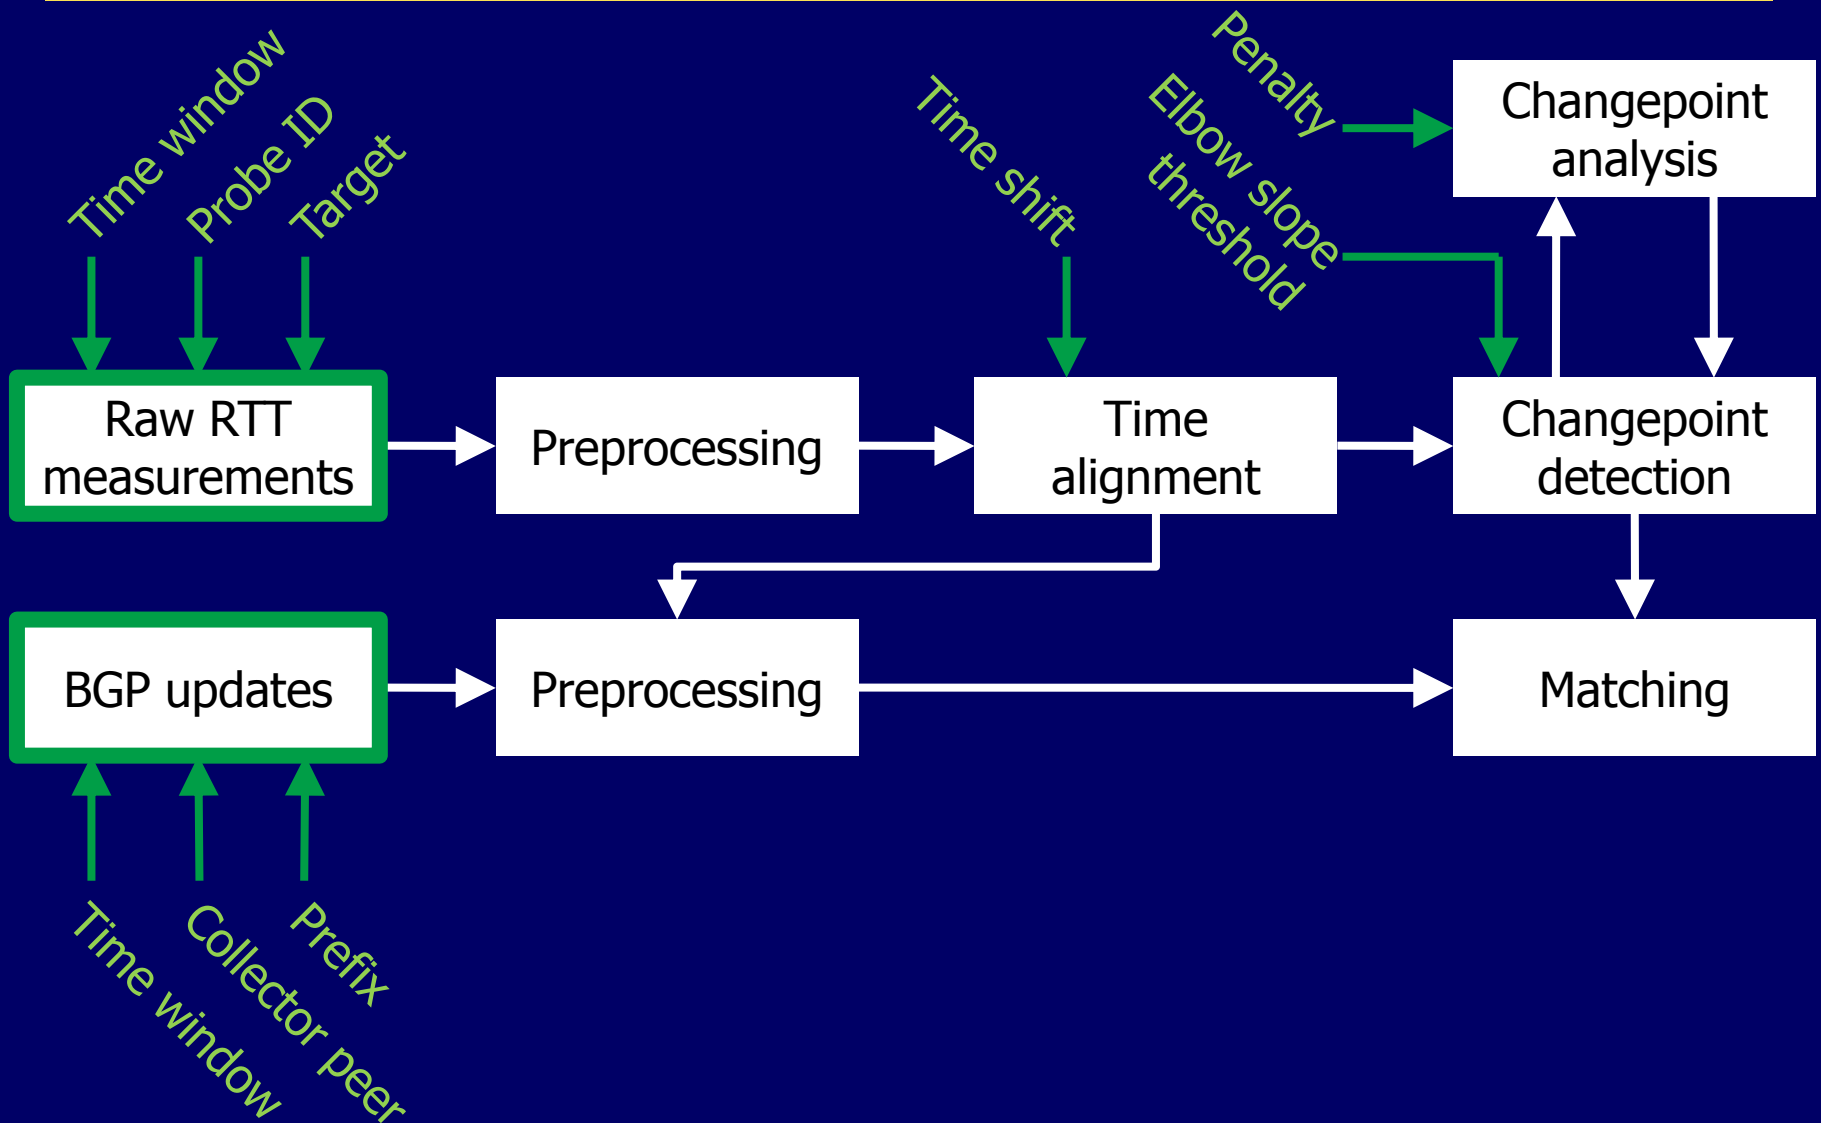 Time window
Probe ID
Target
Time shift
Penalty
Elbow slope
threshold
Changepoint
analysis
Raw RTT
measurements
Preprocessing
Time
alignment
Changepoint
detection
BGP updates
Preprocessing
Matching
Time window
Collector peer
Prefix